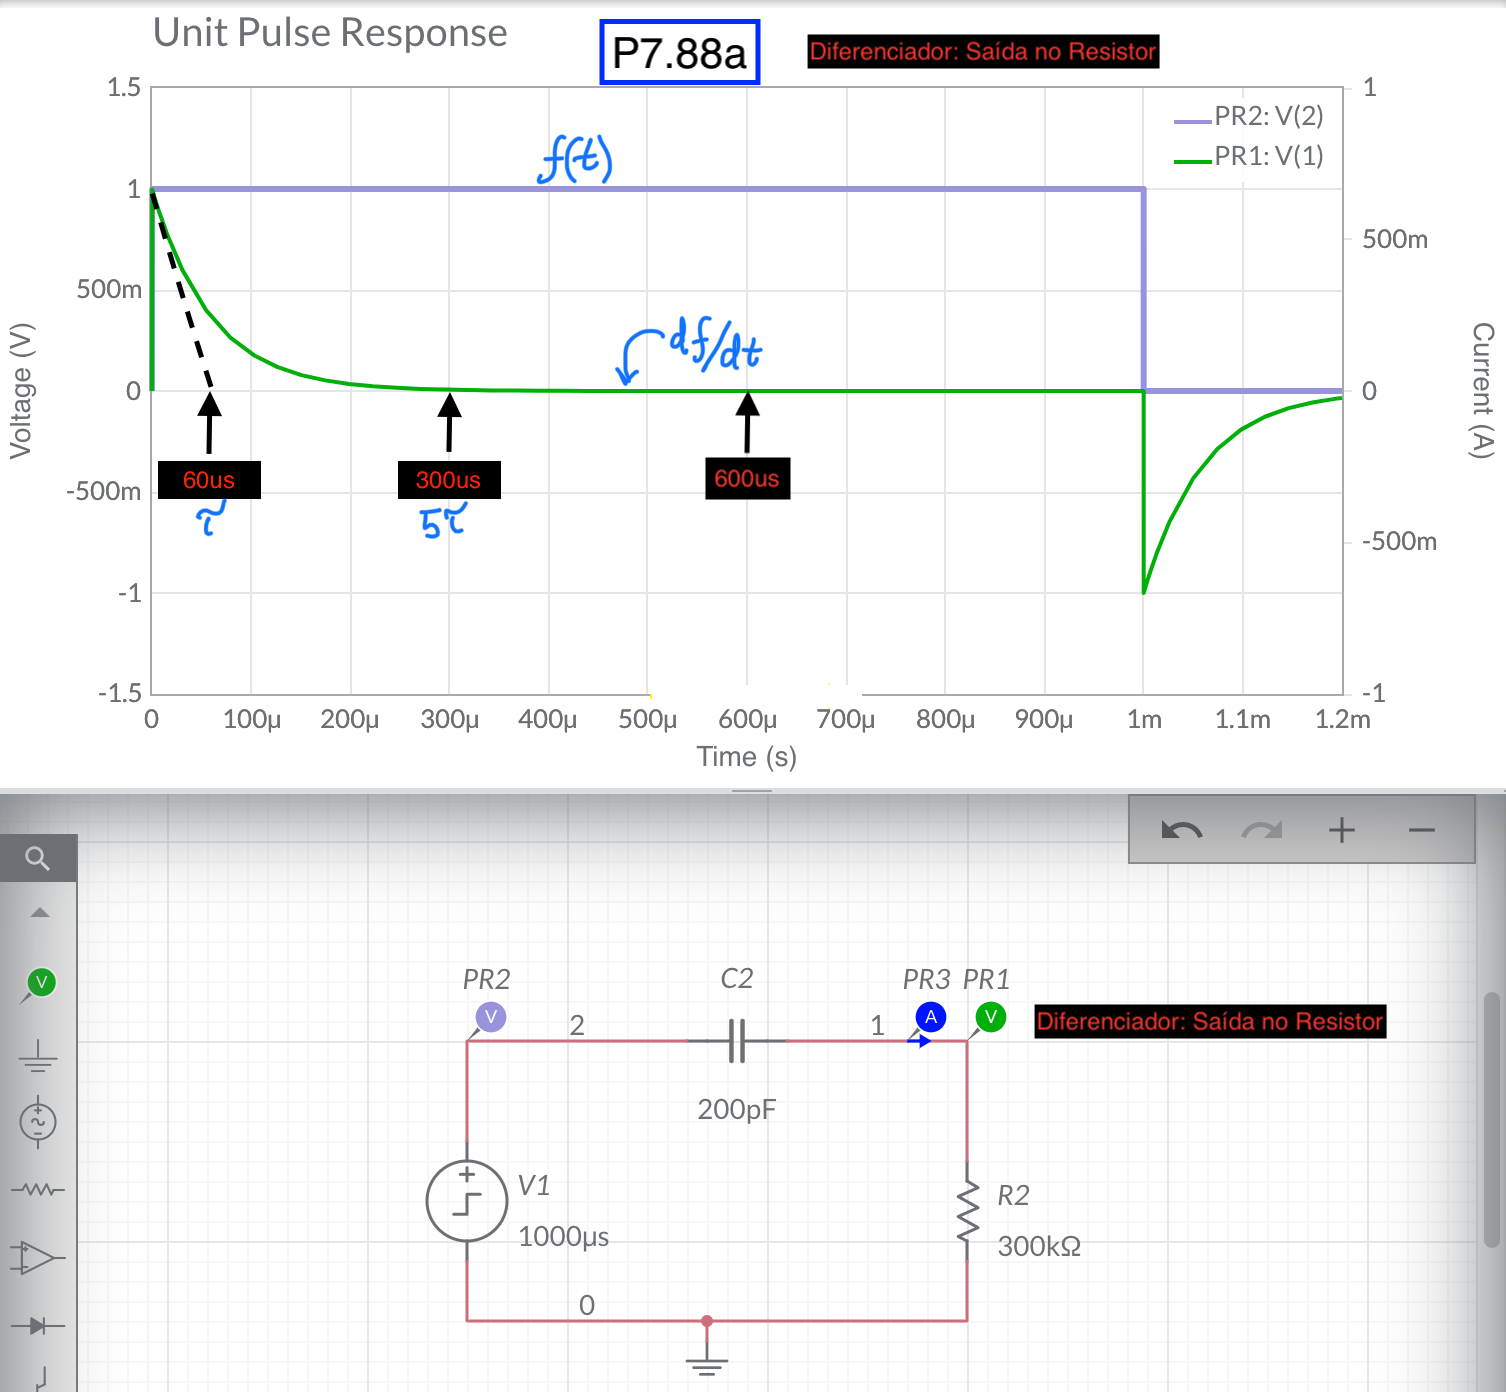 Unit Pulse Response
P7.88a
Diferenciador: Saída no Resistor
1.5
1
500m
0
-500m
-1
-1.5
Voltage (V)
1
500m
0
-500m
-1
Current (A)
PR2: V(2)
PR1: V(1)
f(t)
df/dt
60us
300us
600us
τ
5τ
0 100µ 200µ 300µ 400µ 500µ 600µ 700µ 800µ 900µ 1m 1.1m 1.2m
Time (s)
+ −
V
PR2 C2 PR3 PR1
V A V
2 1
Diferenciador: Saída no Resistor
200pF
V1
1000µs
R2
300kΩ
0